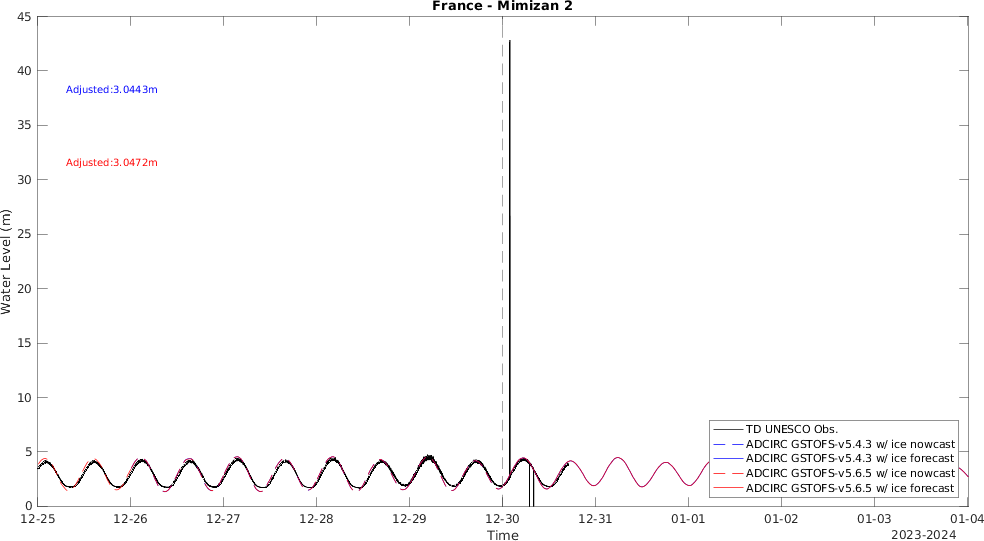 France - Mimizan 2
45
40
35
30
25
20
15
10
5
0
Water Level (m)
Adjusted:3.0443m
Adjusted:3.0472m
TD UNESCO Obs.
ADCIRC GSTOFS-v5.4.3 w/ ice nowcast
ADCIRC GSTOFS-v5.4.3 w/ ice forecast
ADCIRC GSTOFS-v5.6.5 w/ ice nowcast
ADCIRC GSTOFS-v5.6.5 w/ ice forecast
12-25 12-26 12-27 12-28 12-29 12-30 12-31 01-01 01-02 01-03 01-04
Time
2023-2024